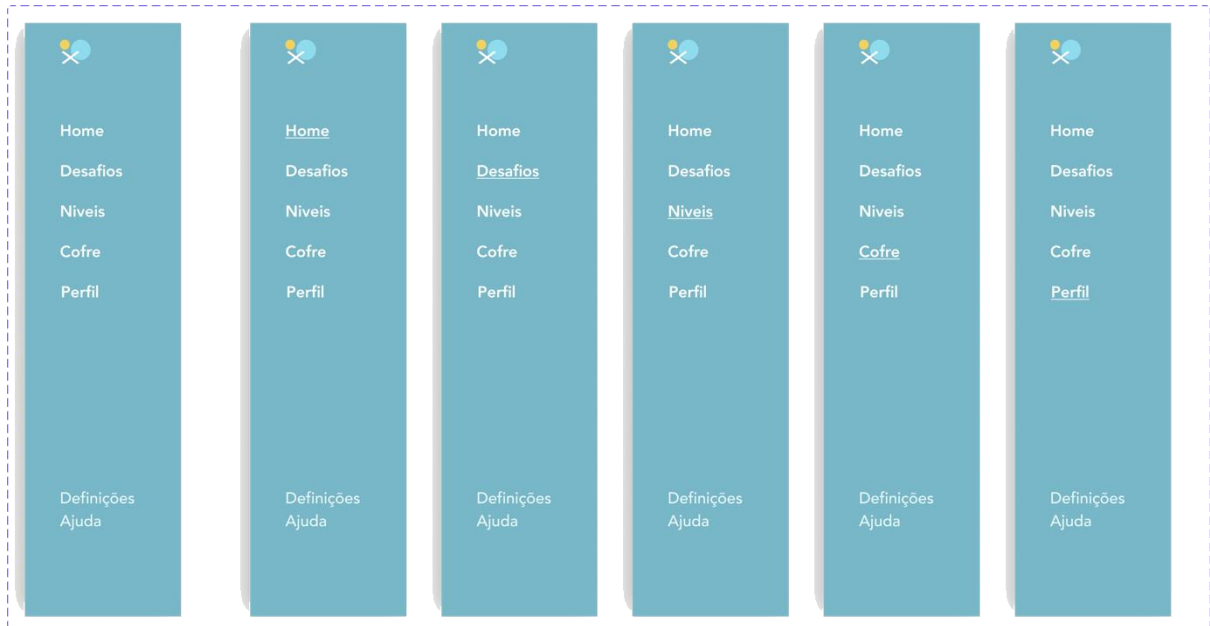 Home
Desafios
Niveis
Cofre
Perfil
Definições
Ajuda
Home
Desafios
Niveis
Cofre
Perfil
Definições
Ajuda
Home
Desafios
Niveis
Cofre
Perfil
Definições
Ajuda
Home
Desafios
Niveis
Cofre
Perfil
Definições
Ajuda
Home
Desafios
Niveis
Cofre
Perfil
Definições
Ajuda
Home
Desafios
Niveis
Cofre
Perfil
Definições
Ajuda